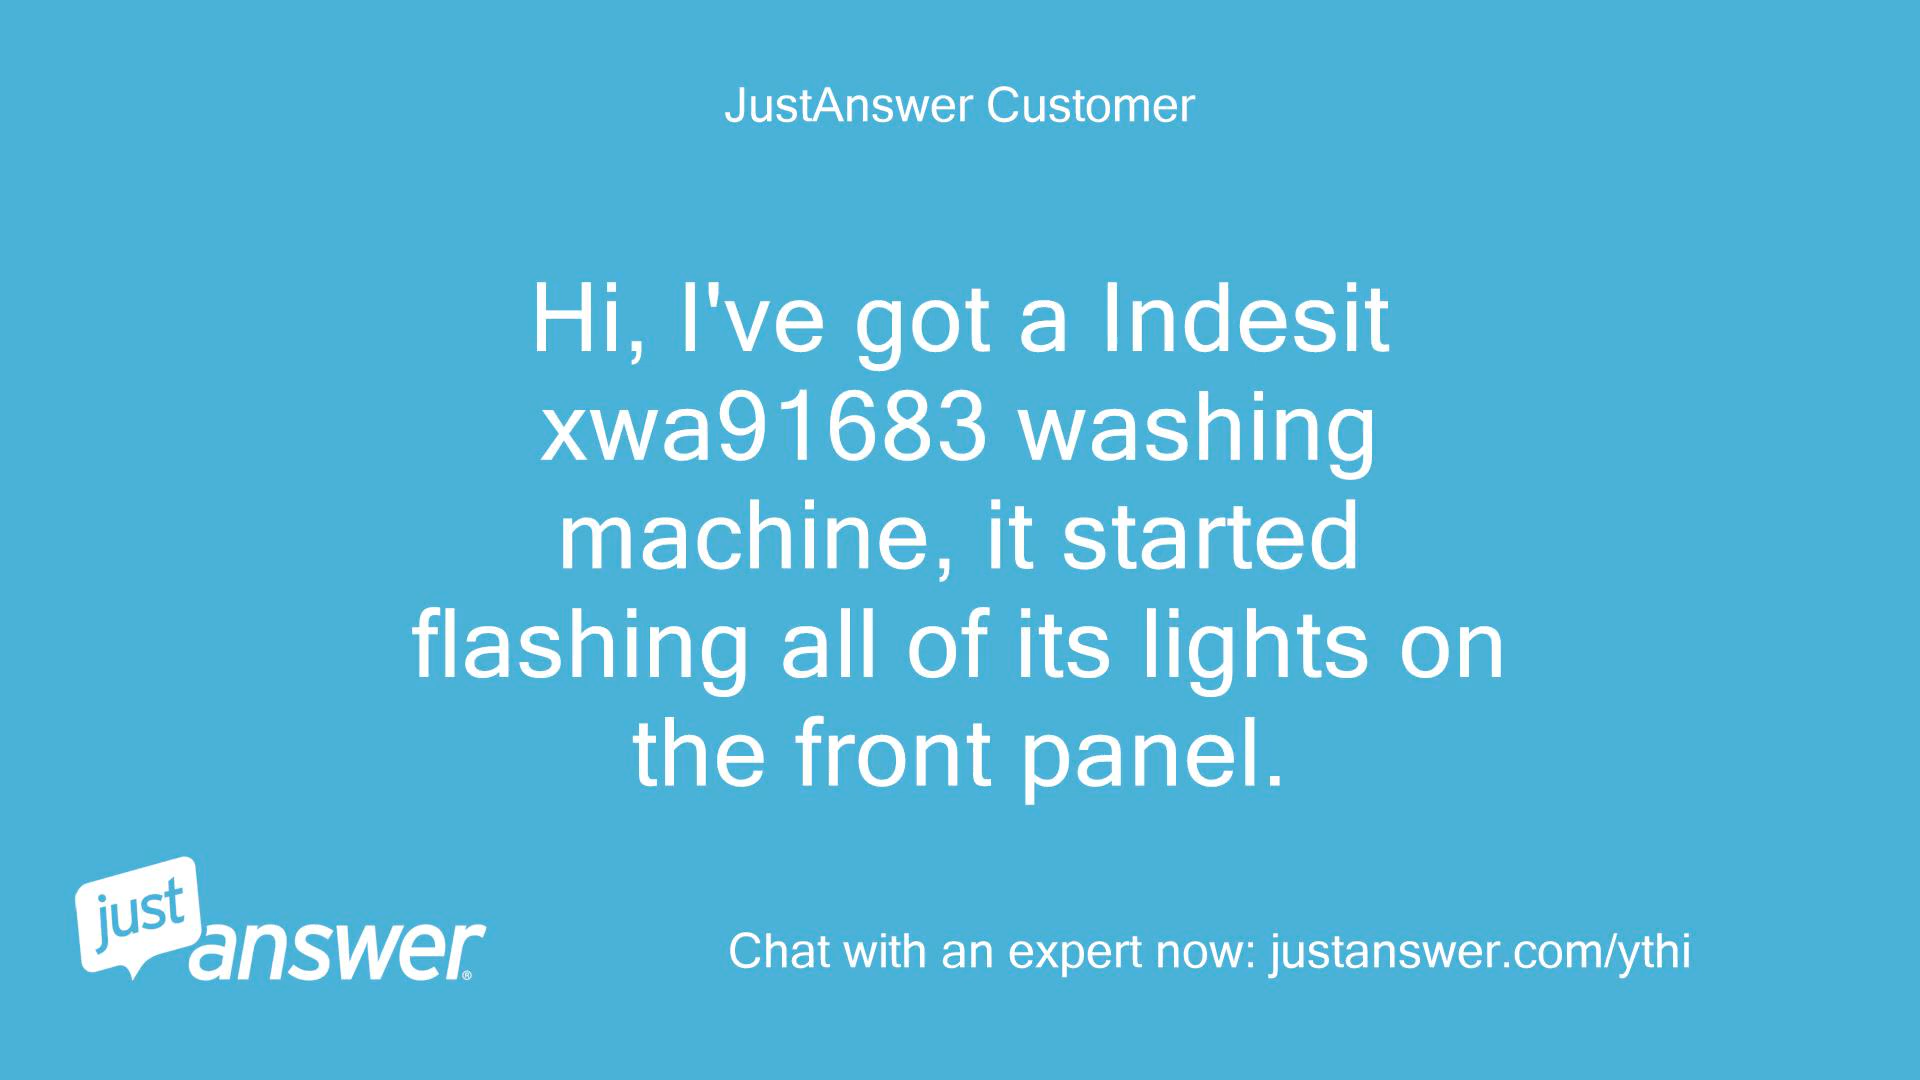 JustAnswer Customer
Hi, I've got a Indesit
xwa91683 washing
machine, it started
flashing all of its lights on
the front panel.
just
answer®
Chat with an expert now: justanswer.com/ythi